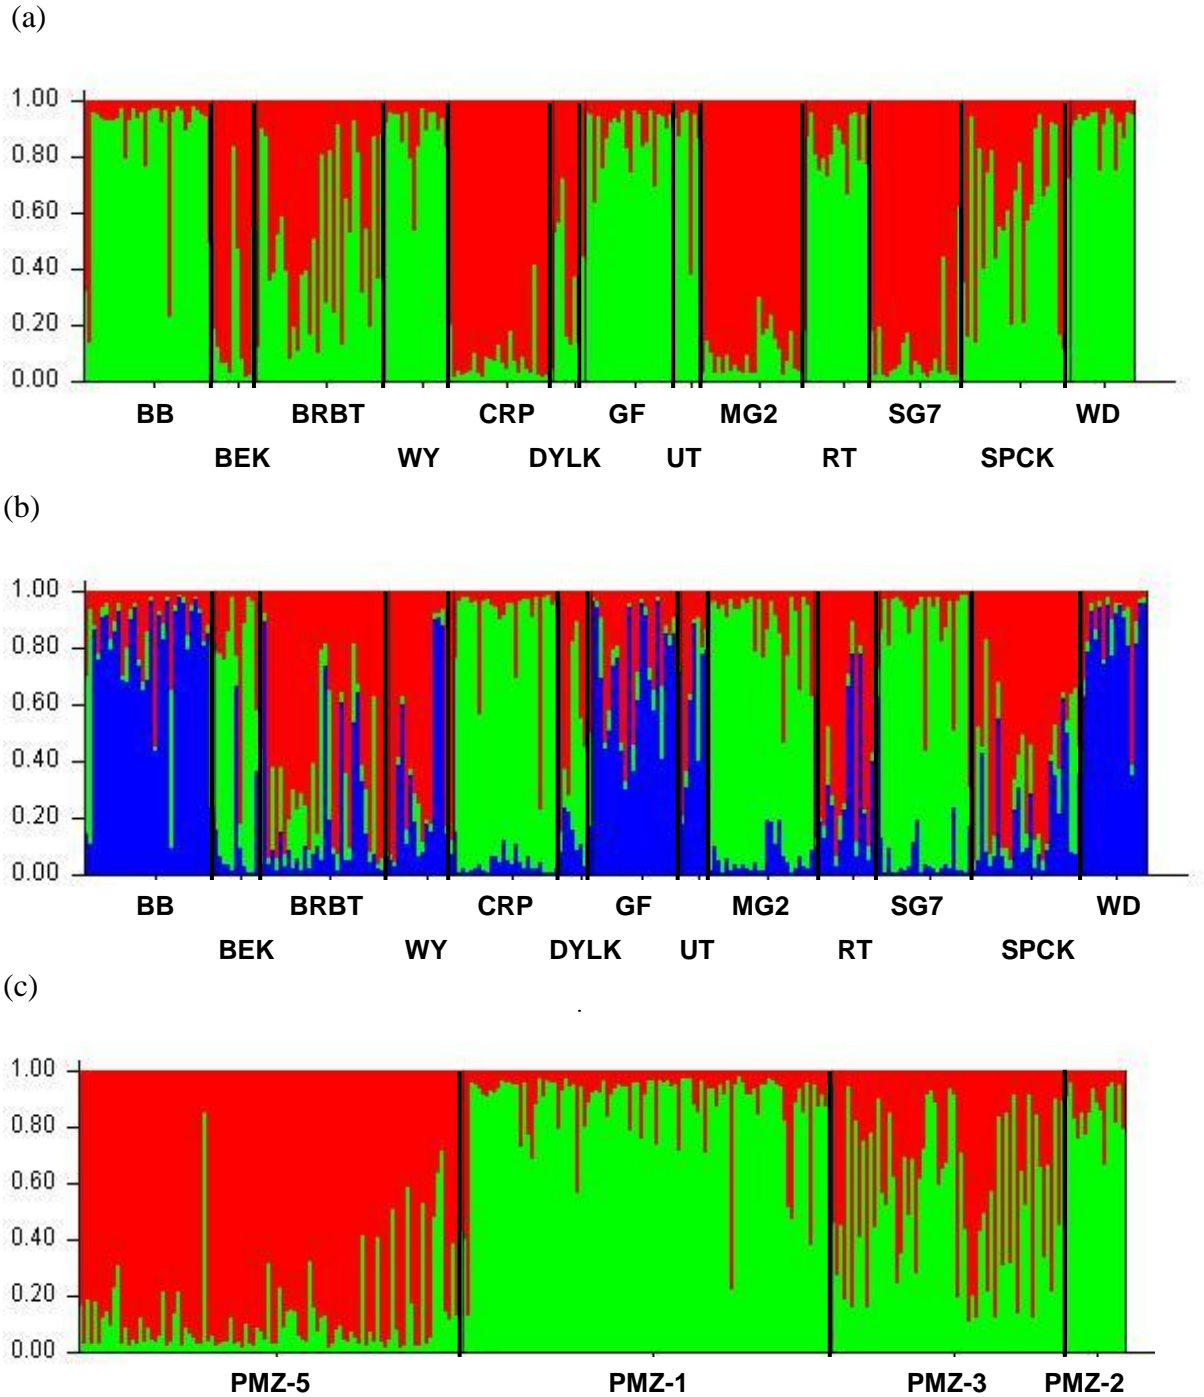 (a)
1.00
0.80
0.60
0.40
0.20
0.00
BB BRBT CRP GF MG2 SG7 WD
BEK WY DYLK UT RT SPCK
(b)
1.00
0.80
0.60
0.40
0.20
0.00
BB BRBT CRP GF MG2 SG7 WD
BEK WY DYLK UT RT SPCK
(c)
1.00
0.80
0.60
0.40
0.20
0.00
PMZ-5 PMZ-1 PMZ-3 PMZ-2